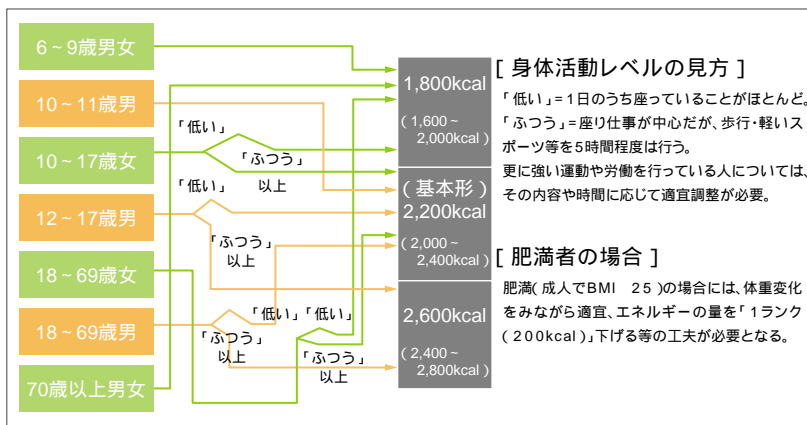 6~9歳男女
10~11歳男
10~17歳女
12~17歳男
18~69歳女
18~69歳男
70歳以上男女
「低い」
「ふつう」
以上
「低い」
「ふつう」
以上
「低い」
「低い」
「ふつう」
以上
「ふつう」
以上
1,800kcal
(1,600~
2,000kcal)
(基本形)
2,200kcal
(2,000~
2,400kcal)
2,600kcal
(2,400~
2,800kcal)
[ 身体活動レベルの見方 ]
「低い」=1日のうち座っていることがほとんど。
「ふつう」=座り仕事が中心だが、歩行・軽いス
ポーツ等を5時間程度は行う。
更に強い運動や労働を行っている人については、
その内容や時間に応じて適宜調整が必要。
[ 肥満者の場合 ]
肥満(成人でBMI 25)の場合には、体重変化
をみながら適宜、エネルギーの量を「1ランク
(200kcal)」下げる等の工夫が必要となる。